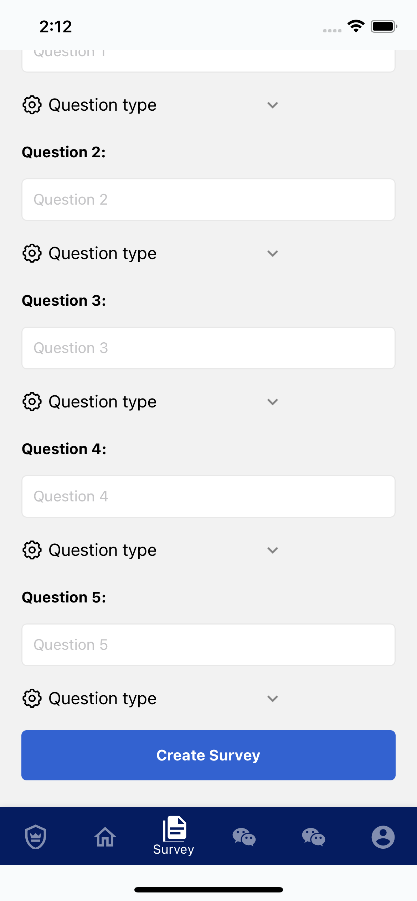 2:12
Question 1
Question type
Question 2:
Question 2
Question type
Question 3:
Question 3
Question type
Question 4:
Question 4
Question type
Question 5:
Question 5
Question type
Create Survey
Survey